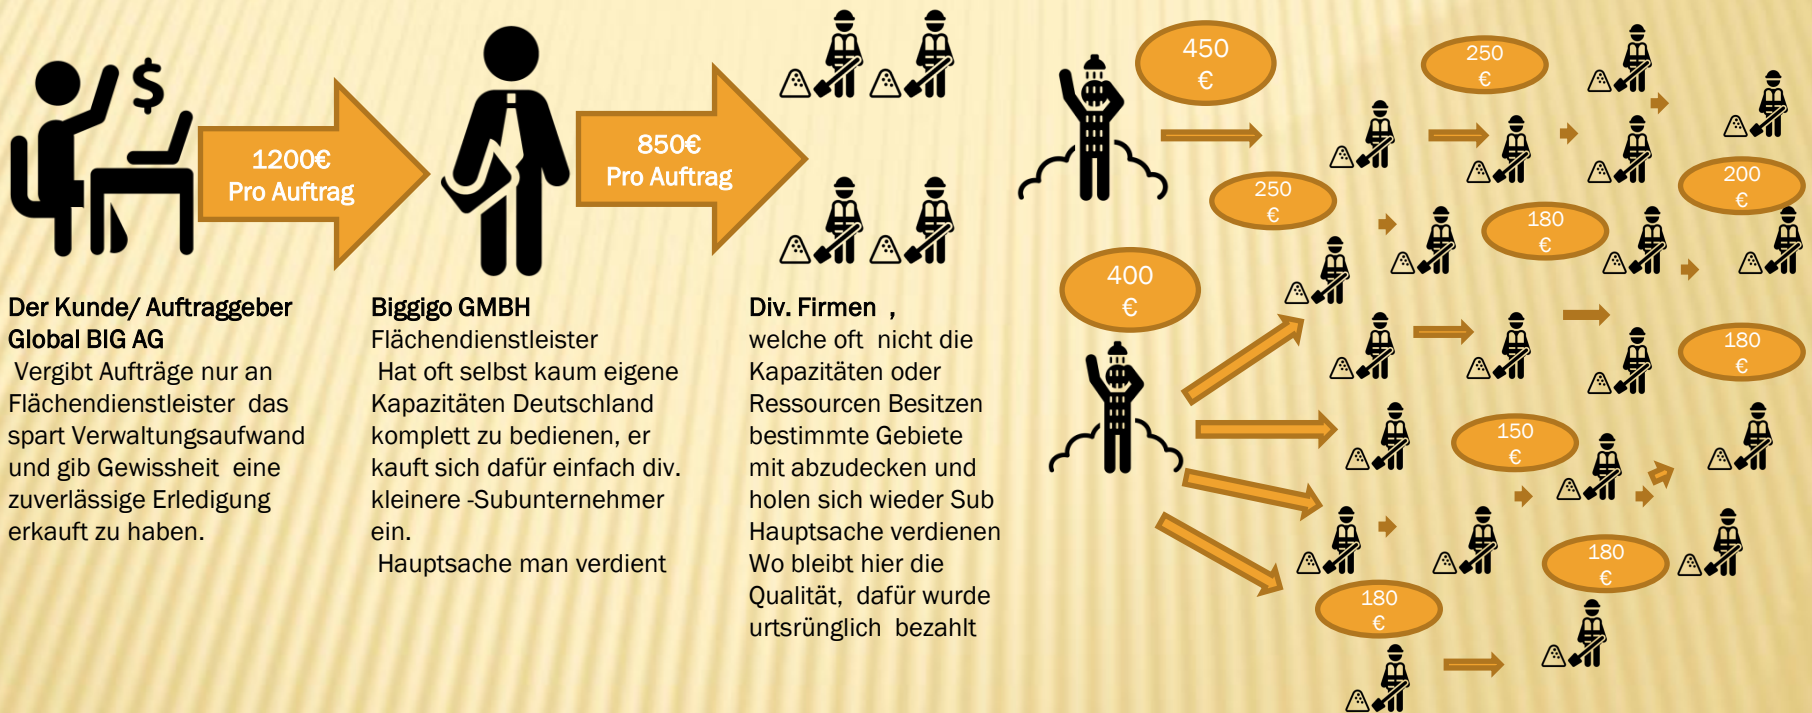 $
1200€
Pro Auftrag
850€
Pro Auftrag
Der Kunde/ Auftraggeber
Global BIG AG
Vergibt Aufträge nur an
Flächendienstleister das
spart Verwaltungsaufwand
und gib Gewissheit eine
zuverlässige Erledigung
erkauft zu haben.
Biggigo GMBH
Flächendienstleister
Hat oft selbst kaum eigene
Kapazitäten Deutschland
komplett zu bedienen, er
kauft sich dafür einfach div.
kleinere -Subunternehmer
ein.
Hauptsache man verdient
Div. Firmen ,
welche oft nicht die
Kapazitäten oder
Ressourcen Besitzen
bestimmte Gebiete
mit abzudecken und
holen sich wieder Sub
Hauptsache verdienen
Wo bleibt hier die
Qualität, dafür wurde
urtsrünglich bezahlt
450
€
250
€
250
€
200
€
180
€
400
€
180
€
150
€
180
€
180
€